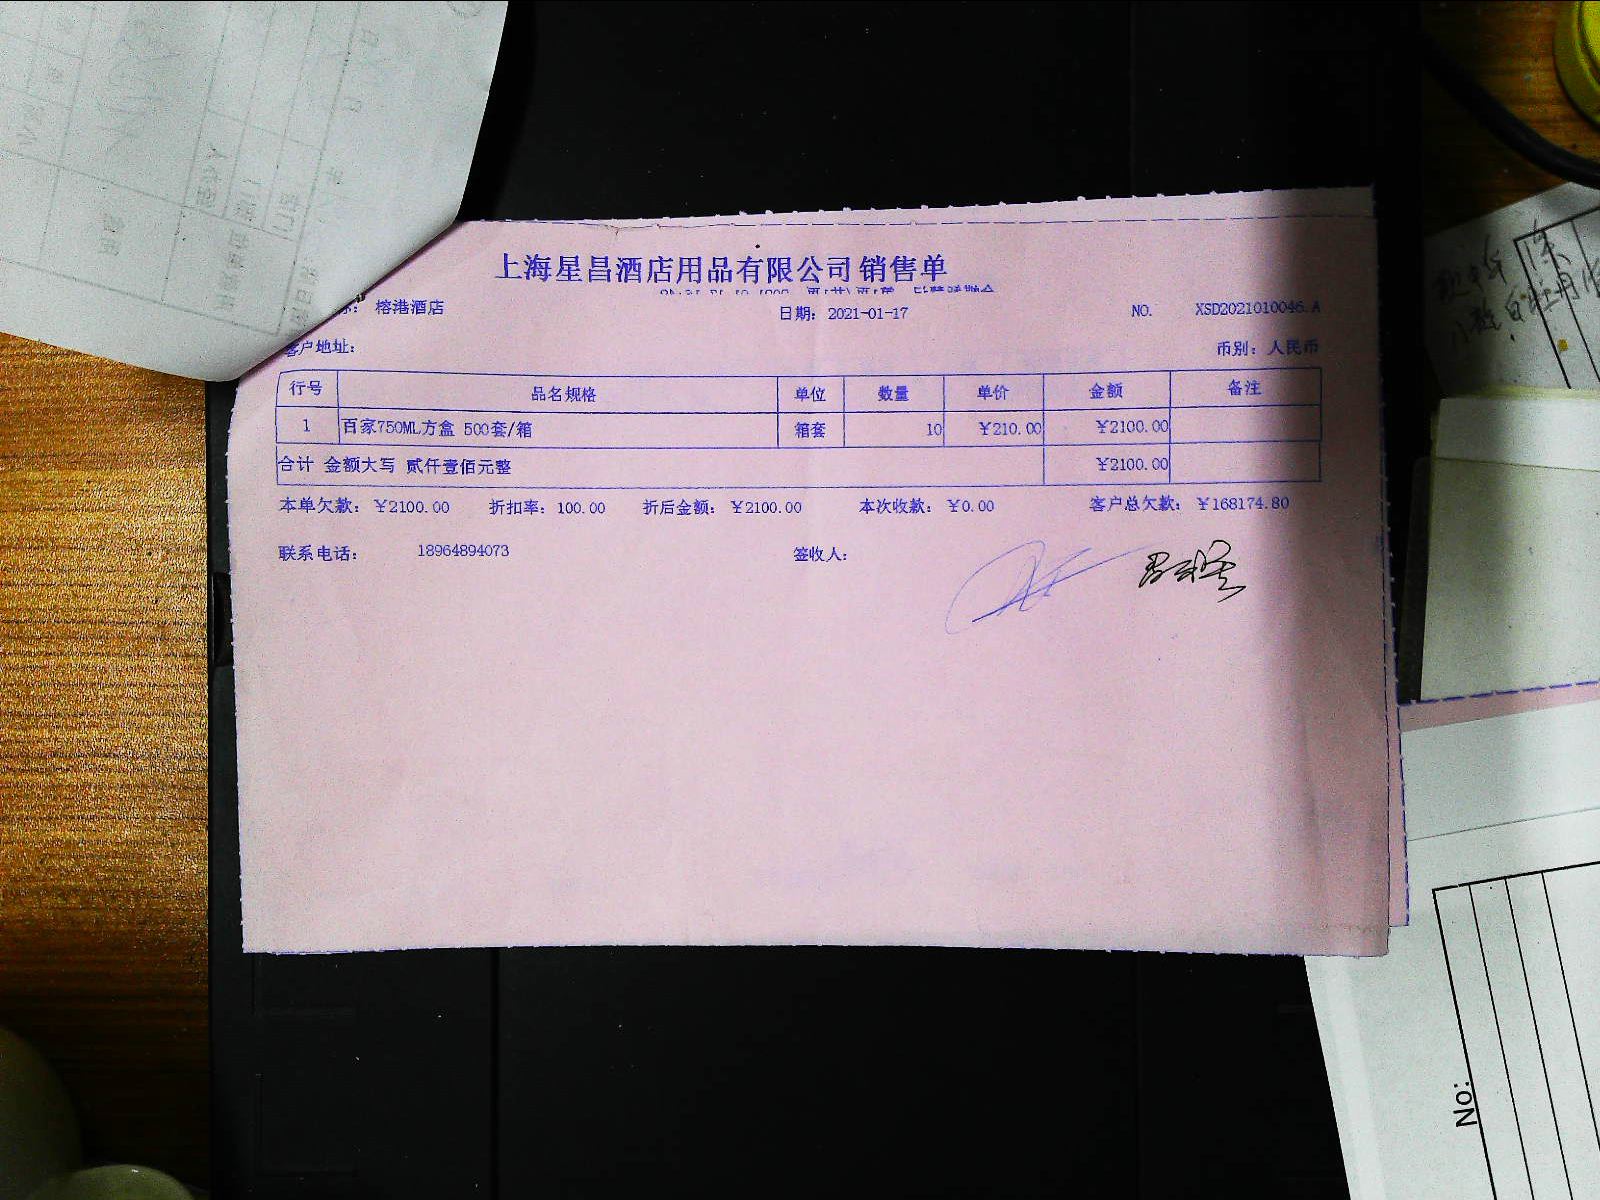 上海星昌酒店用品有限公司销售单
榕港酒店 日期: 2021-01-17 NO. XSD2021010046.A
客户地址: 币别: 人民币
行号 品名规格 单位 数量 单价 金额 备注
1 百家750ML方盒 500套/箱 箱套 10 ¥210.00 ¥2100.00
合计 金额大写 贰仟壹佰元整 ¥2100.00
本单欠款: ¥2100.00 折扣率: 100.00 折后金额: ¥2100.00 本次收款: ¥0.00 客户总欠款: ¥168174.80
联系电话: 18964894073 签收人:
No: